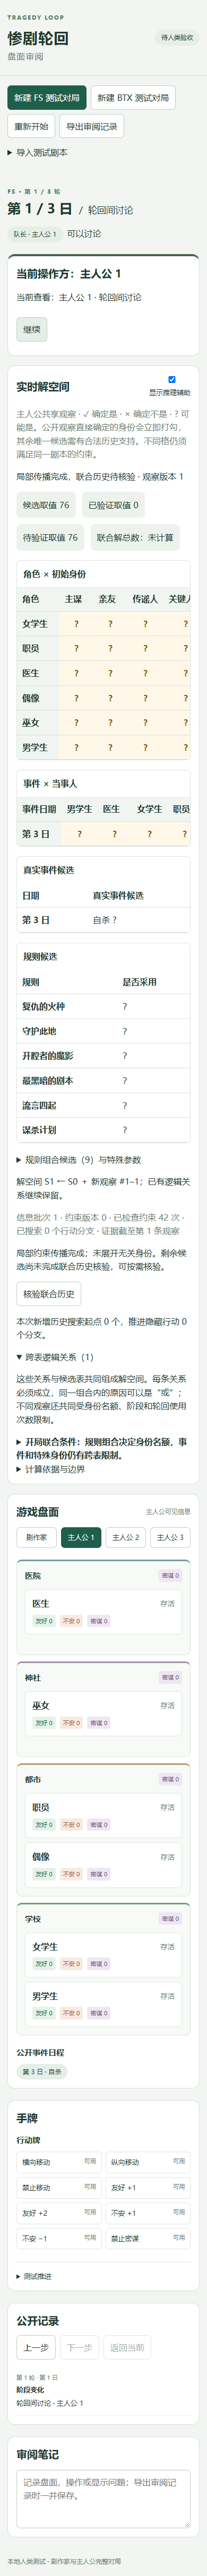 TRAGEDY LOOP
惨剧轮回
盘面审阅
待人类验收
新建 FS 测试对局
新建 BTX 测试对局
重新开始
导出审阅记录
▶ 导入测试剧本
FS • 第 1 / 3 轮
第 1 / 3 日 / 轮回间讨论
队长 · 主人公 1
可以讨论
当前操作方：主人公 1
当前查看：主人公 1 · 轮回间讨论
继续
实时解空间
显示推理辅助
主人公共享观察 · ✓ 确定是 · × 确定不是 · ? 可
能是。公开观察直接确定的身份会立即打勾，
其余唯一候选需有合法历史支持。不同格仍须
满足同一剧本的约束。
局部传播完成，联合历史待核验 · 观察版本 1
候选取值 76
已验证取值 0
待验证取值 76
联合解总数：未计算
角色 × 初始身份
角色 主谋 亲友 传谣人 关键人
女学生 ? ? ? ?
职员 ? ? ? ?
医生 ? ? ? ?
偶像 ? ? ? ?
巫女 ? ? ? ?
男学生 ? ? ? ?
事件 × 当事人
事件日期 男学生 医生 女学生 职员
第 3 日 ? ? ? ?
真实事件候选
日期 真实事件候选
第 3 日 自杀 ?
规则候选
规则 是否采用
复仇的火种 ?
守护此地 ?
开膛者的魔影 ?
最黑暗的剧本 ?
流言四起 ?
谋杀计划 ?
▶ 规则组合候选（9）与特殊参数
解空间 S1 ← S0 + 新观察 #1–1；已有逻辑关
系继续保留。
信息批次 1 · 约束版本 0 · 已检查约束 42 次 ·
已搜索 0 个行动分支 · 证据截至第 1 条观察
局部约束传播完成；未展开无关身份。剩余候
选尚未完成联合历史核验，可按需核验。
核验联合历史
本次新增历史搜索起点 0 个，推进隐藏行动 0
个分支。
▼ 跨表逻辑关系（1）
这些关系与候选表共同组成解空间。每条关系
必须成立，同一组合内的原因可以是“或”；
不同观察还共同受身份名额、阶段和轮回使用
次数限制。
▶ 开局联合条件：规则组合决定身份名额，事
件和特殊身份仍有跨表限制。
▶ 计算依据与边界
游戏盘面
主人公可见信息
副作家
主人公 1
主人公 2
主人公 3
医院 密谋 0
医生 存活
友好 0 不安 0 密谋 0
神社 密谋 0
巫女 存活
友好 0 不安 0 密谋 0
都市 密谋 0
职员 存活
友好 0 不安 0 密谋 0
偶像 存活
友好 0 不安 0 密谋 0
学校 密谋 0
女学生 存活
友好 0 不安 0 密谋 0
男学生 存活
友好 0 不安 0 密谋 0
公开事件日程
第 3 日 · 自杀
手牌
行动牌
横向移动 可用
纵向移动 可用
禁止移动 可用
友好 +1 可用
友好 +2 可用
不安 +1 可用
不安 −1 可用
禁止密谋 可用
▶ 测试推进
公开记录
上一步
下一步
返回当前
第 1 轮 · 第 1 日
阶段变化
轮回间讨论 · 主人公 1
审阅笔记
记录盘面、操作或显示问题；导出审阅记
录时一并保存。
本地人类测试 · 副作家与主人公完整对局